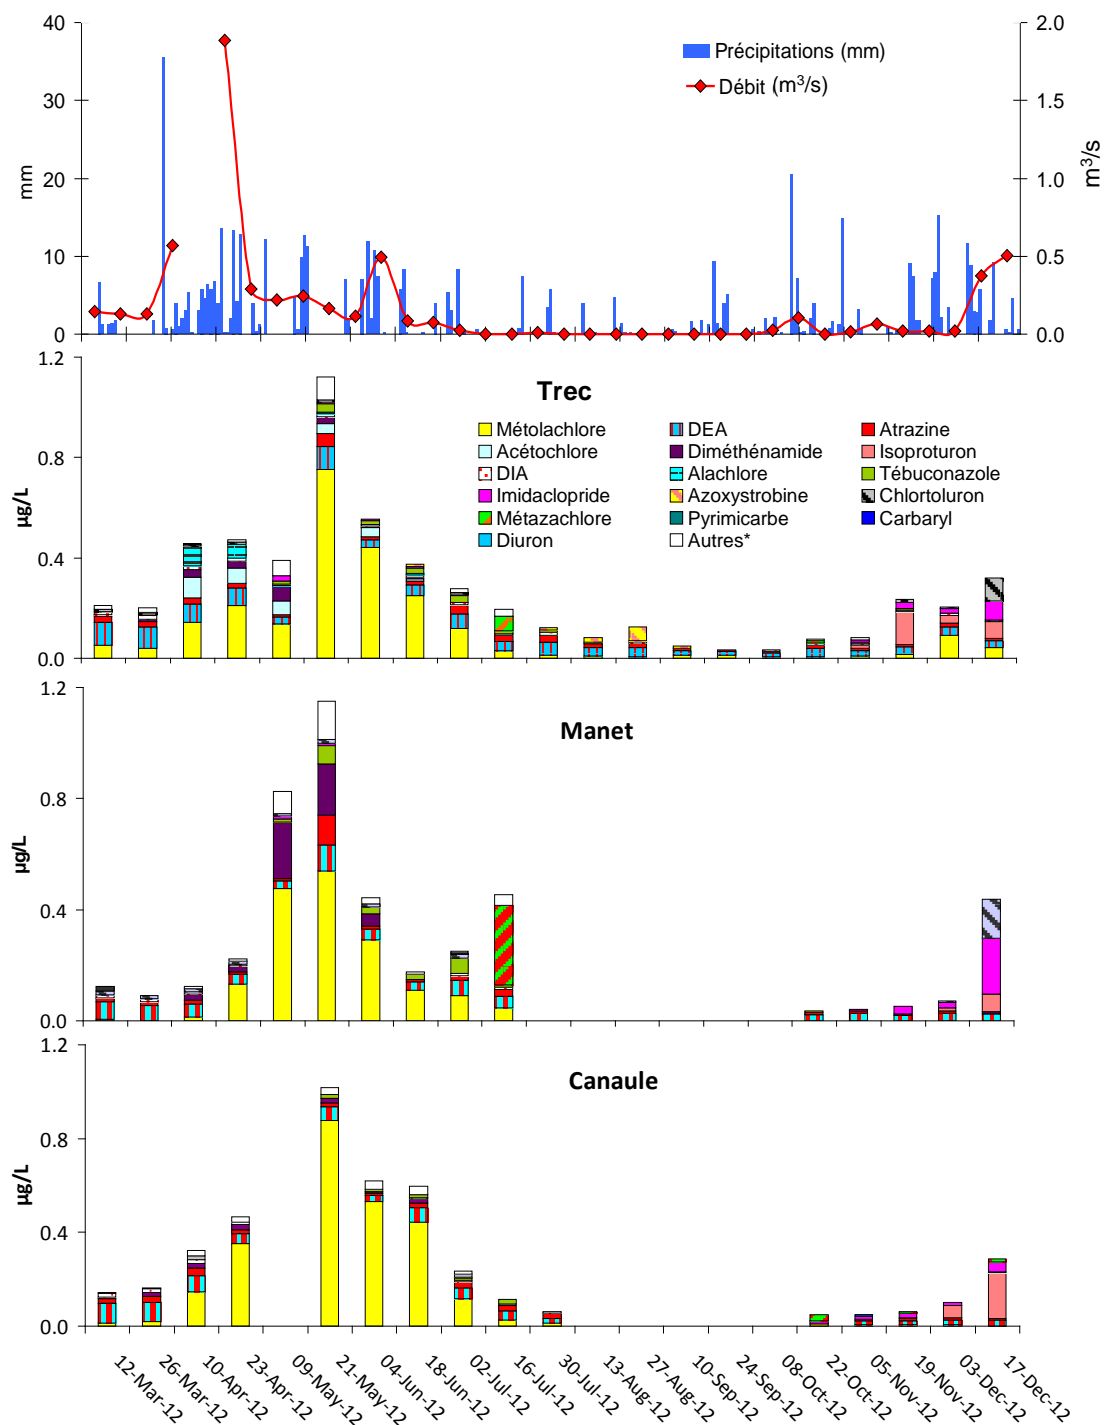 40
2.0
Précipitations (mm)
Débit (m³/s)
30
1.5
mm
20
1.0
m³/s
10
0.5
0
0.0
1.2
Trec
Métolachlore DEA Atrazine
Acétochlore Diméthénamide Isoproturon
DIA Alachlore Tébuconazole
Imidaclopride Azoxystrobine Chlortoluron
Métazachlore Pyrimicarbe Carbaryl
Diuron Autres*
0.8
µg/L
0.4
0.0
1.2
Manet
0.8
µg/L
0.4
0.0
1.2
Canaule
0.8
µg/L
0.4
0.0
12-Mar-12
26-Mar-12
10-Apr-12
23-Apr-12
09-May-12
21-May-12
04-Jun-12
18-Jun-12
02-Jul-12
16-Jul-12
30-Jul-12
13-Aug-12
27-Aug-12
10-Sep-12
24-Sep-12
08-Oct-12
22-Oct-12
05-Nov-12
19-Nov-12
03-Dec-12
17-Dec-12